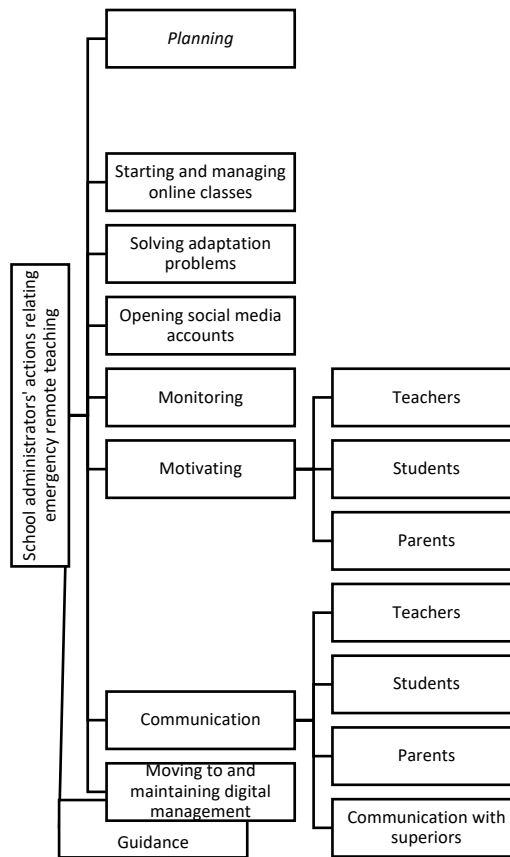 School administrators' actions relating
emergency remote teaching
Planning
Starting and managing
online classes
Solving adaptation
problems
Opening social media
accounts
Monitoring
Motivating
Teachers
Students
Parents
Communication
Teachers
Students
Parents
Communication with
superiors
Moving to and
maintaining digital
management
Guidance